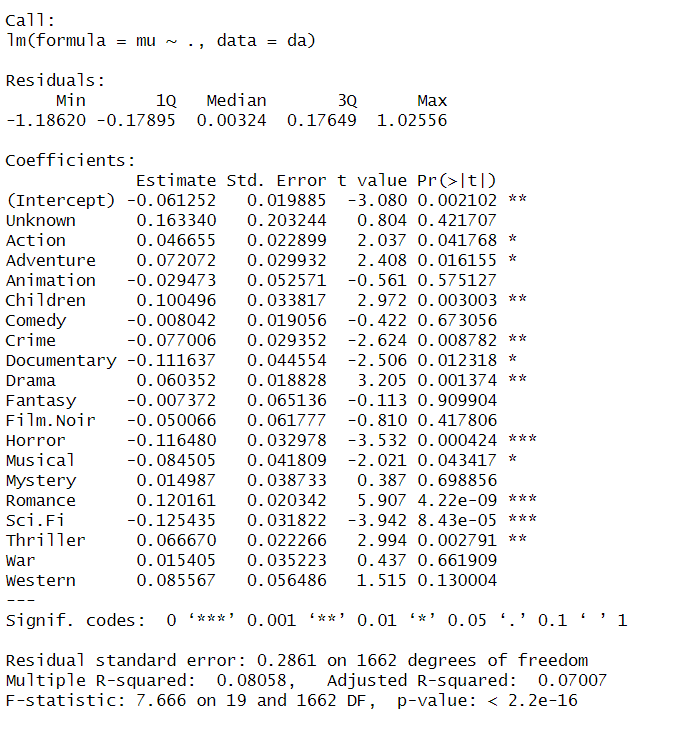 Call:
lm(formula = mu ~ ., data = da)
Residuals:
Min 1Q Median 3Q Max
-1.18620 -0.17895 0.00324 0.17649 1.02556
Coefficients:
Estimate Std. Error t value Pr(>|t|)
(Intercept) -0.061252 0.019885 -3.080 0.002102 **
Unknown 0.163340 0.203244 0.804 0.421707
Action 0.046655 0.022899 2.037 0.041768 *
Adventure 0.072072 0.029932 2.408 0.016155 *
Animation -0.029473 0.052571 -0.561 0.575127
Children 0.100496 0.033817 2.972 0.003003 **
Comedy -0.008042 0.019056 -0.422 0.673056
Crime -0.077006 0.029352 -2.624 0.008782 **
Documentary -0.111637 0.044554 -2.506 0.012318 *
Drama 0.060352 0.018828 3.205 0.001374 **
Fantasy -0.007372 0.065136 -0.113 0.909904
Film.Noir -0.050066 0.061777 -0.810 0.417806
Horror -0.116480 0.032978 -3.532 0.000424 ***
Musical -0.084505 0.041809 -2.021 0.043417 *
Mystery 0.014987 0.038733 0.387 0.698856
Romance 0.120161 0.020342 5.907 4.22e-09 ***
Sci.Fi -0.125435 0.031822 -3.942 8.43e-05 ***
Thriller 0.066670 0.022266 2.994 0.002791 **
War 0.015405 0.035223 0.437 0.661909
Western 0.085567 0.056486 1.515 0.130004
---
Signif. codes: 0 ‘***’ 0.001 ‘**’ 0.01 ‘*’ 0.05 ‘.’ 0.1 ‘ ’ 1
Residual standard error: 0.2861 on 1662 degrees of freedom
Multiple R-squared: 0.08058, Adjusted R-squared: 0.07007
F-statistic: 7.666 on 19 and 1662 DF, p-value: < 2.2e-16